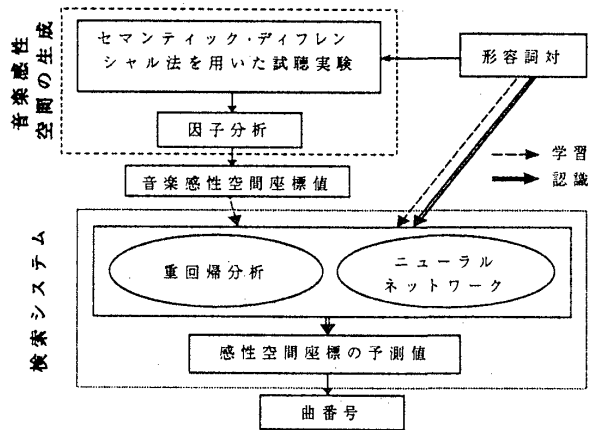 音楽感性
空間の生成
セマンティック・ディフレン
シャル法を用いた試聴実験
形容詞対
因子分析
学習
認識
音楽感性空間座標値
検索システム
重回帰分析
ニューラル
ネットワーク
感性空間座標の予測値
曲番号